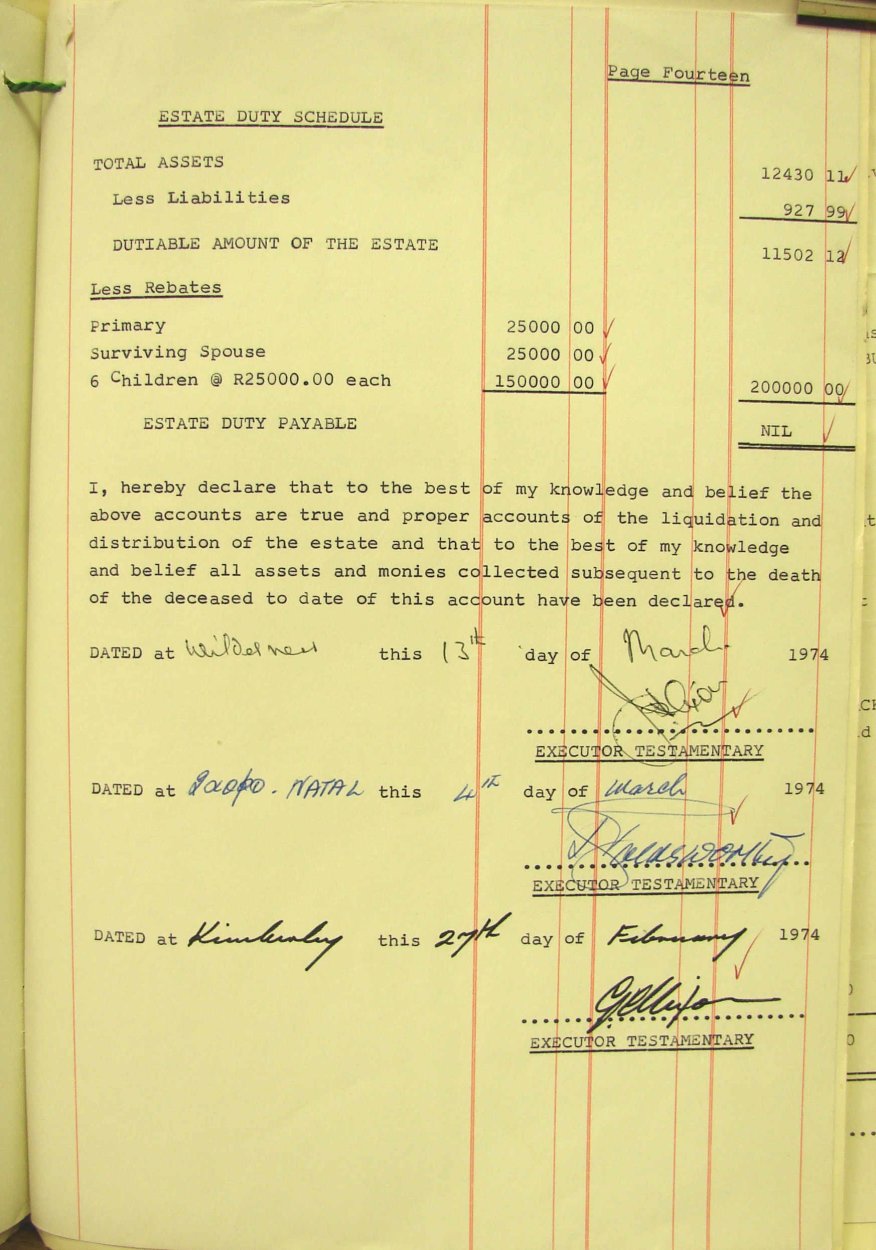 Page Fourteen
ESTATE DUTY SCHEDULE
TOTAL ASSETS 12430 11
Less Liabilities 927 99
DUTIABLE AMOUNT OF THE ESTATE 11502 12
Less Rebates
Primary 25000 00
Surviving Spouse 25000 00
6 Children @ R25000.00 each 150000 00 200000 00
ESTATE DUTY PAYABLE NIL
I, hereby declare that to the best of my knowledge and belief the
above accounts are true and proper accounts of the liquidation and
distribution of the estate and that to the best of my knowledge
and belief all assets and monies collected subsequent to the death
of the deceased to date of this account have been declared.
DATED at Wilderness this 13th day of March 1974
EXECUTOR TESTAMENTARY
DATED at NATAL this 4TH day of March 1974
Holdsworthy
EXECUTOR TESTAMENTARY
DATED at Kimberley this 27th day of February 1974
EXECUTOR TESTAMENTARY